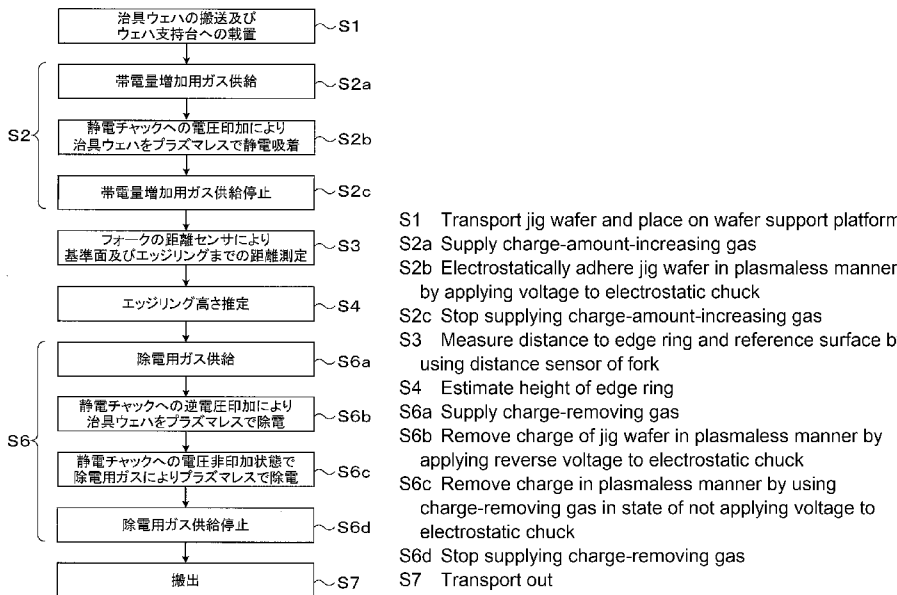 治具ウェハの搬送及び
ウェハ支持台への載置
S1
S2
帯電量増加用ガス供給
S2a
静電チャックへの電圧印加により
治具ウェハをプラズマレスで静電吸着
S2b
帯電量増加用ガス供給停止
S2c
フォークの距離センサにより
基準面及びエッジリングまでの距離測定
S3
エッジリング高さ推定
S4
S6
除電用ガス供給
S6a
静電チャックへの逆電圧印加により
治具ウェハをプラズマレスで除電
S6b
静電チャックへの電圧非印加状態で
除電用ガスによりプラズマレスで除電
S6c
除電用ガス供給停止
S6d
搬出
S7
S1 Transport jig wafer and place on wafer support platform
S2a Supply charge-amount-increasing gas
S2b Electrostatically adhere jig wafer in plasmaless manner
by applying voltage to electrostatic chuck
S2c Stop supplying charge-amount-increasing gas
S3 Measure distance to edge ring and reference surface b
using distance sensor of fork
S4 Estimate height of edge ring
S6a Supply charge-removing gas
S6b Remove charge of jig wafer in plasmaless manner by
applying reverse voltage to electrostatic chuck
S6c Remove charge in plasmaless manner by using
charge-removing gas in state of not applying voltage to
electrostatic chuck
S6d Stop supplying charge-removing gas
S7 Transport out